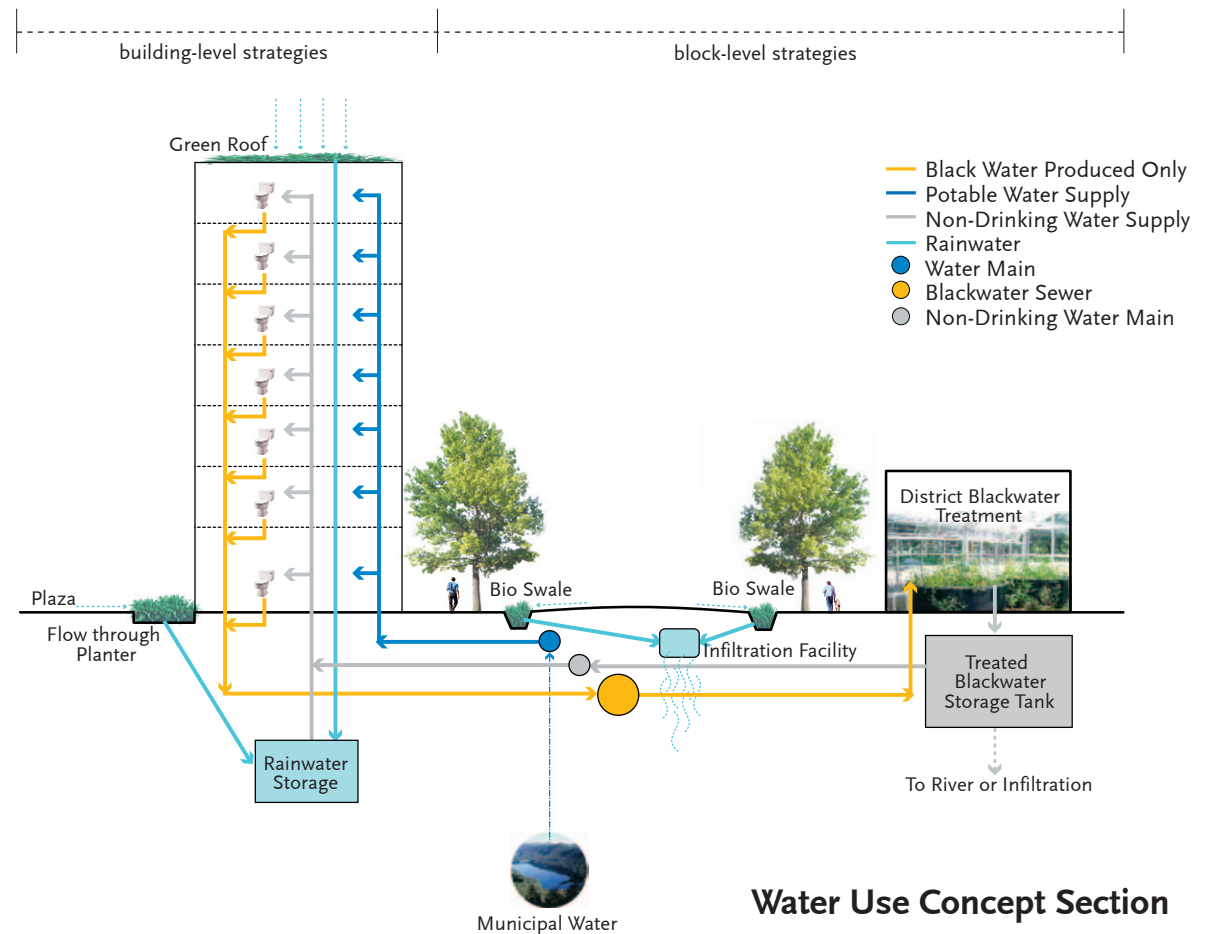 building-level strategies
block-level strategies
Green Roof
Black Water Produced Only
Potable Water Supply
Non-Drinking Water Supply
Rainwater
Water Main
Blackwater Sewer
Non-Drinking Water Main
District Blackwater
Treatment
Plaza
Bio Swale
Bio Swale
Flow through
Planter
Infiltration Facility
Treated
Blackwater
Storage Tank
Rainwater
Storage
To River or Infiltration
Municipal Water
Water Use Concept Section